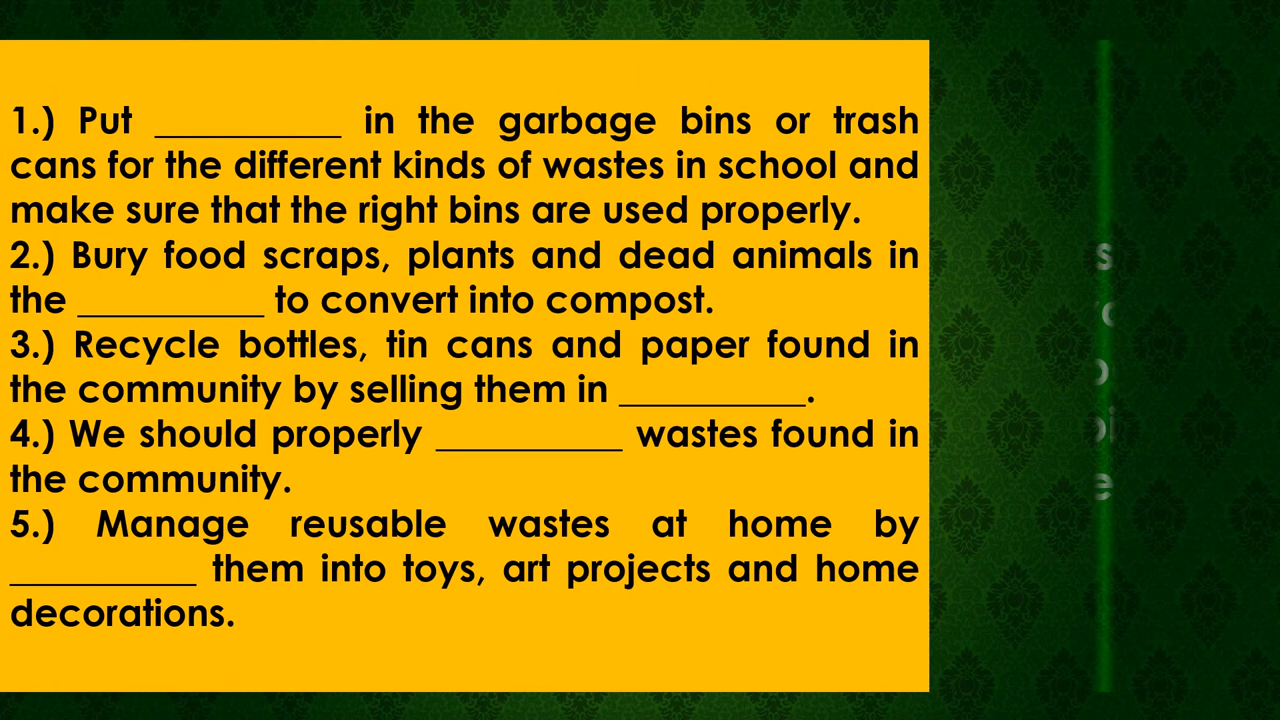 1.) Put __________ in the garbage bins or trash
cans for the different kinds of wastes in school and
make sure that the right bins are used properly.
2.) Bury food scraps, plants and dead animals in
the __________ to convert into compost.
3.) Recycle bottles, tin cans and paper found in
the community by selling them in __________.
4.) We should properly __________ wastes found in
the community.
5.) Manage reusable wastes at home by
__________ them into toys, art projects and home
decorations.